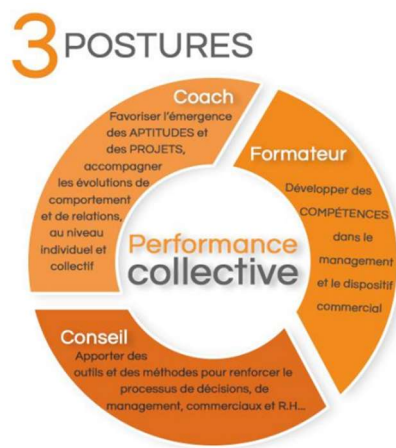 3 POSTURES
Coach
Favoriser l'émergence
des APTITUDES et
des PROJETS,
accompagner
les évolutions de
comportement
et de relations,
au niveau
individuel et
collectif
Formateur
Développer des
COMPÉTENCES
dans le
management
et le dispositif
commercial
Performance
collective
Conseil
Apporter des
outils et des méthodes pour renforcer le
processus de décisions, de
management, commerciaux et R.H...